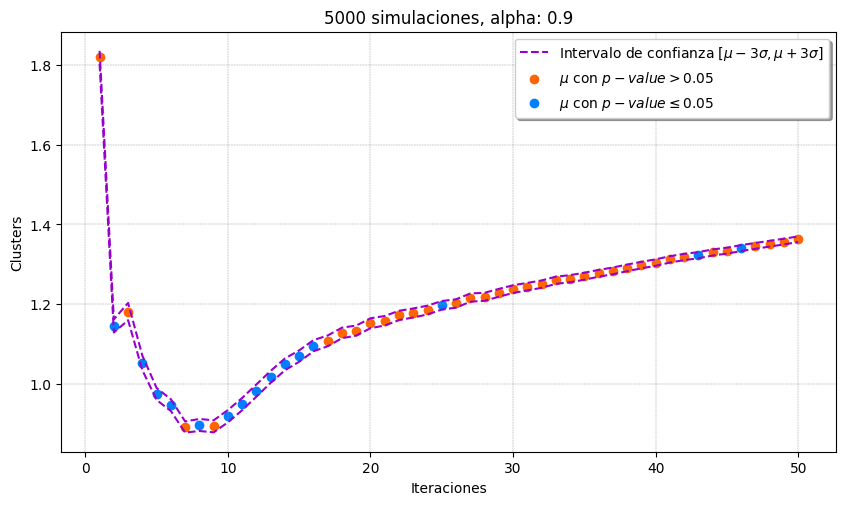 5000 simulaciones, alpha: 0.9
Intervalo de confianza [μ − 3σ, μ + 3σ]
μ con p − value > 0.05
μ con p − value ≤ 0.05
Clusters
1.8
1.6
1.4
1.2
1.0
0 10 20 30 40 50
Iteraciones